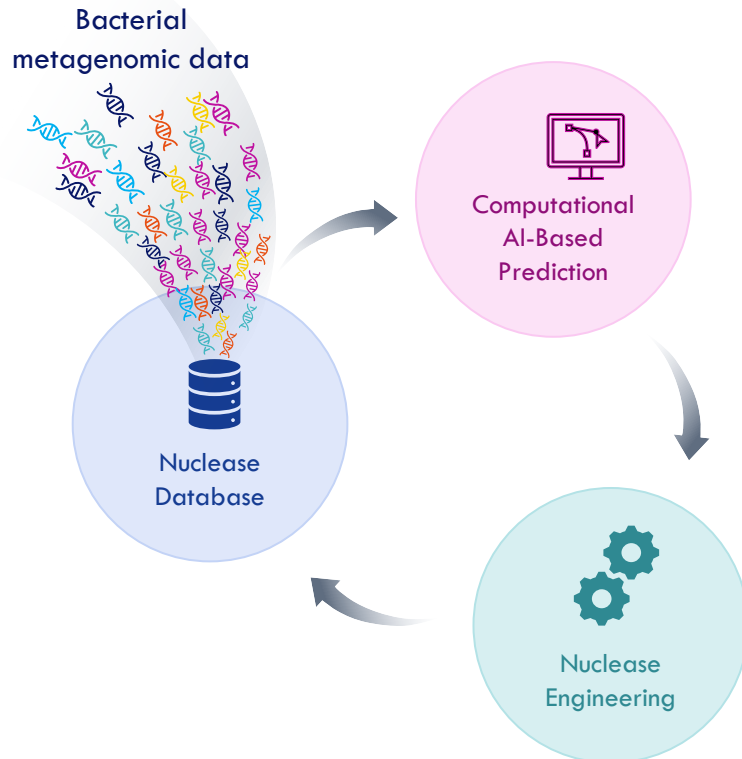 Bacterial
metagenomic data
Computational
AI-Based
Prediction
Nuclease
Database
Nuclease
Engineering